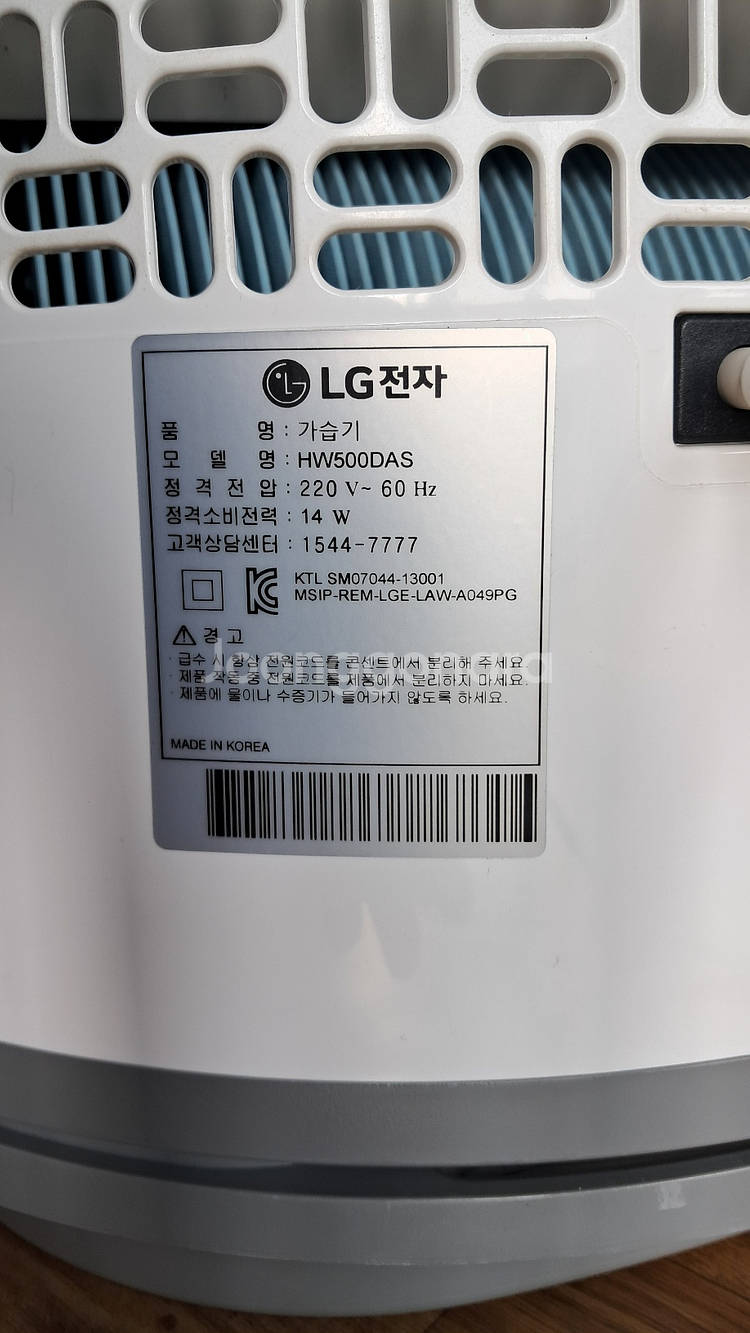 LG전자
품 명 : 가습기
모 델 명 : HW500DAS
정 격 전 압 : 220 V~ 60 Hz
정격소비전력 : 14 W
고객상담센터 : 1544-7777
KTL SM07044-13001
MSIP-REM-LGE-LAW-A049PG
경 고
· 급수 시 항상 전원코드를 콘센트에서 분리해 주세요.
· 제품 작동 중 전원코드를 제품에서 분리하지 마세요.
· 제품에 물이나 수증기가 들어가지 않도록 하세요.
Joonggonara
MADE IN KOREA